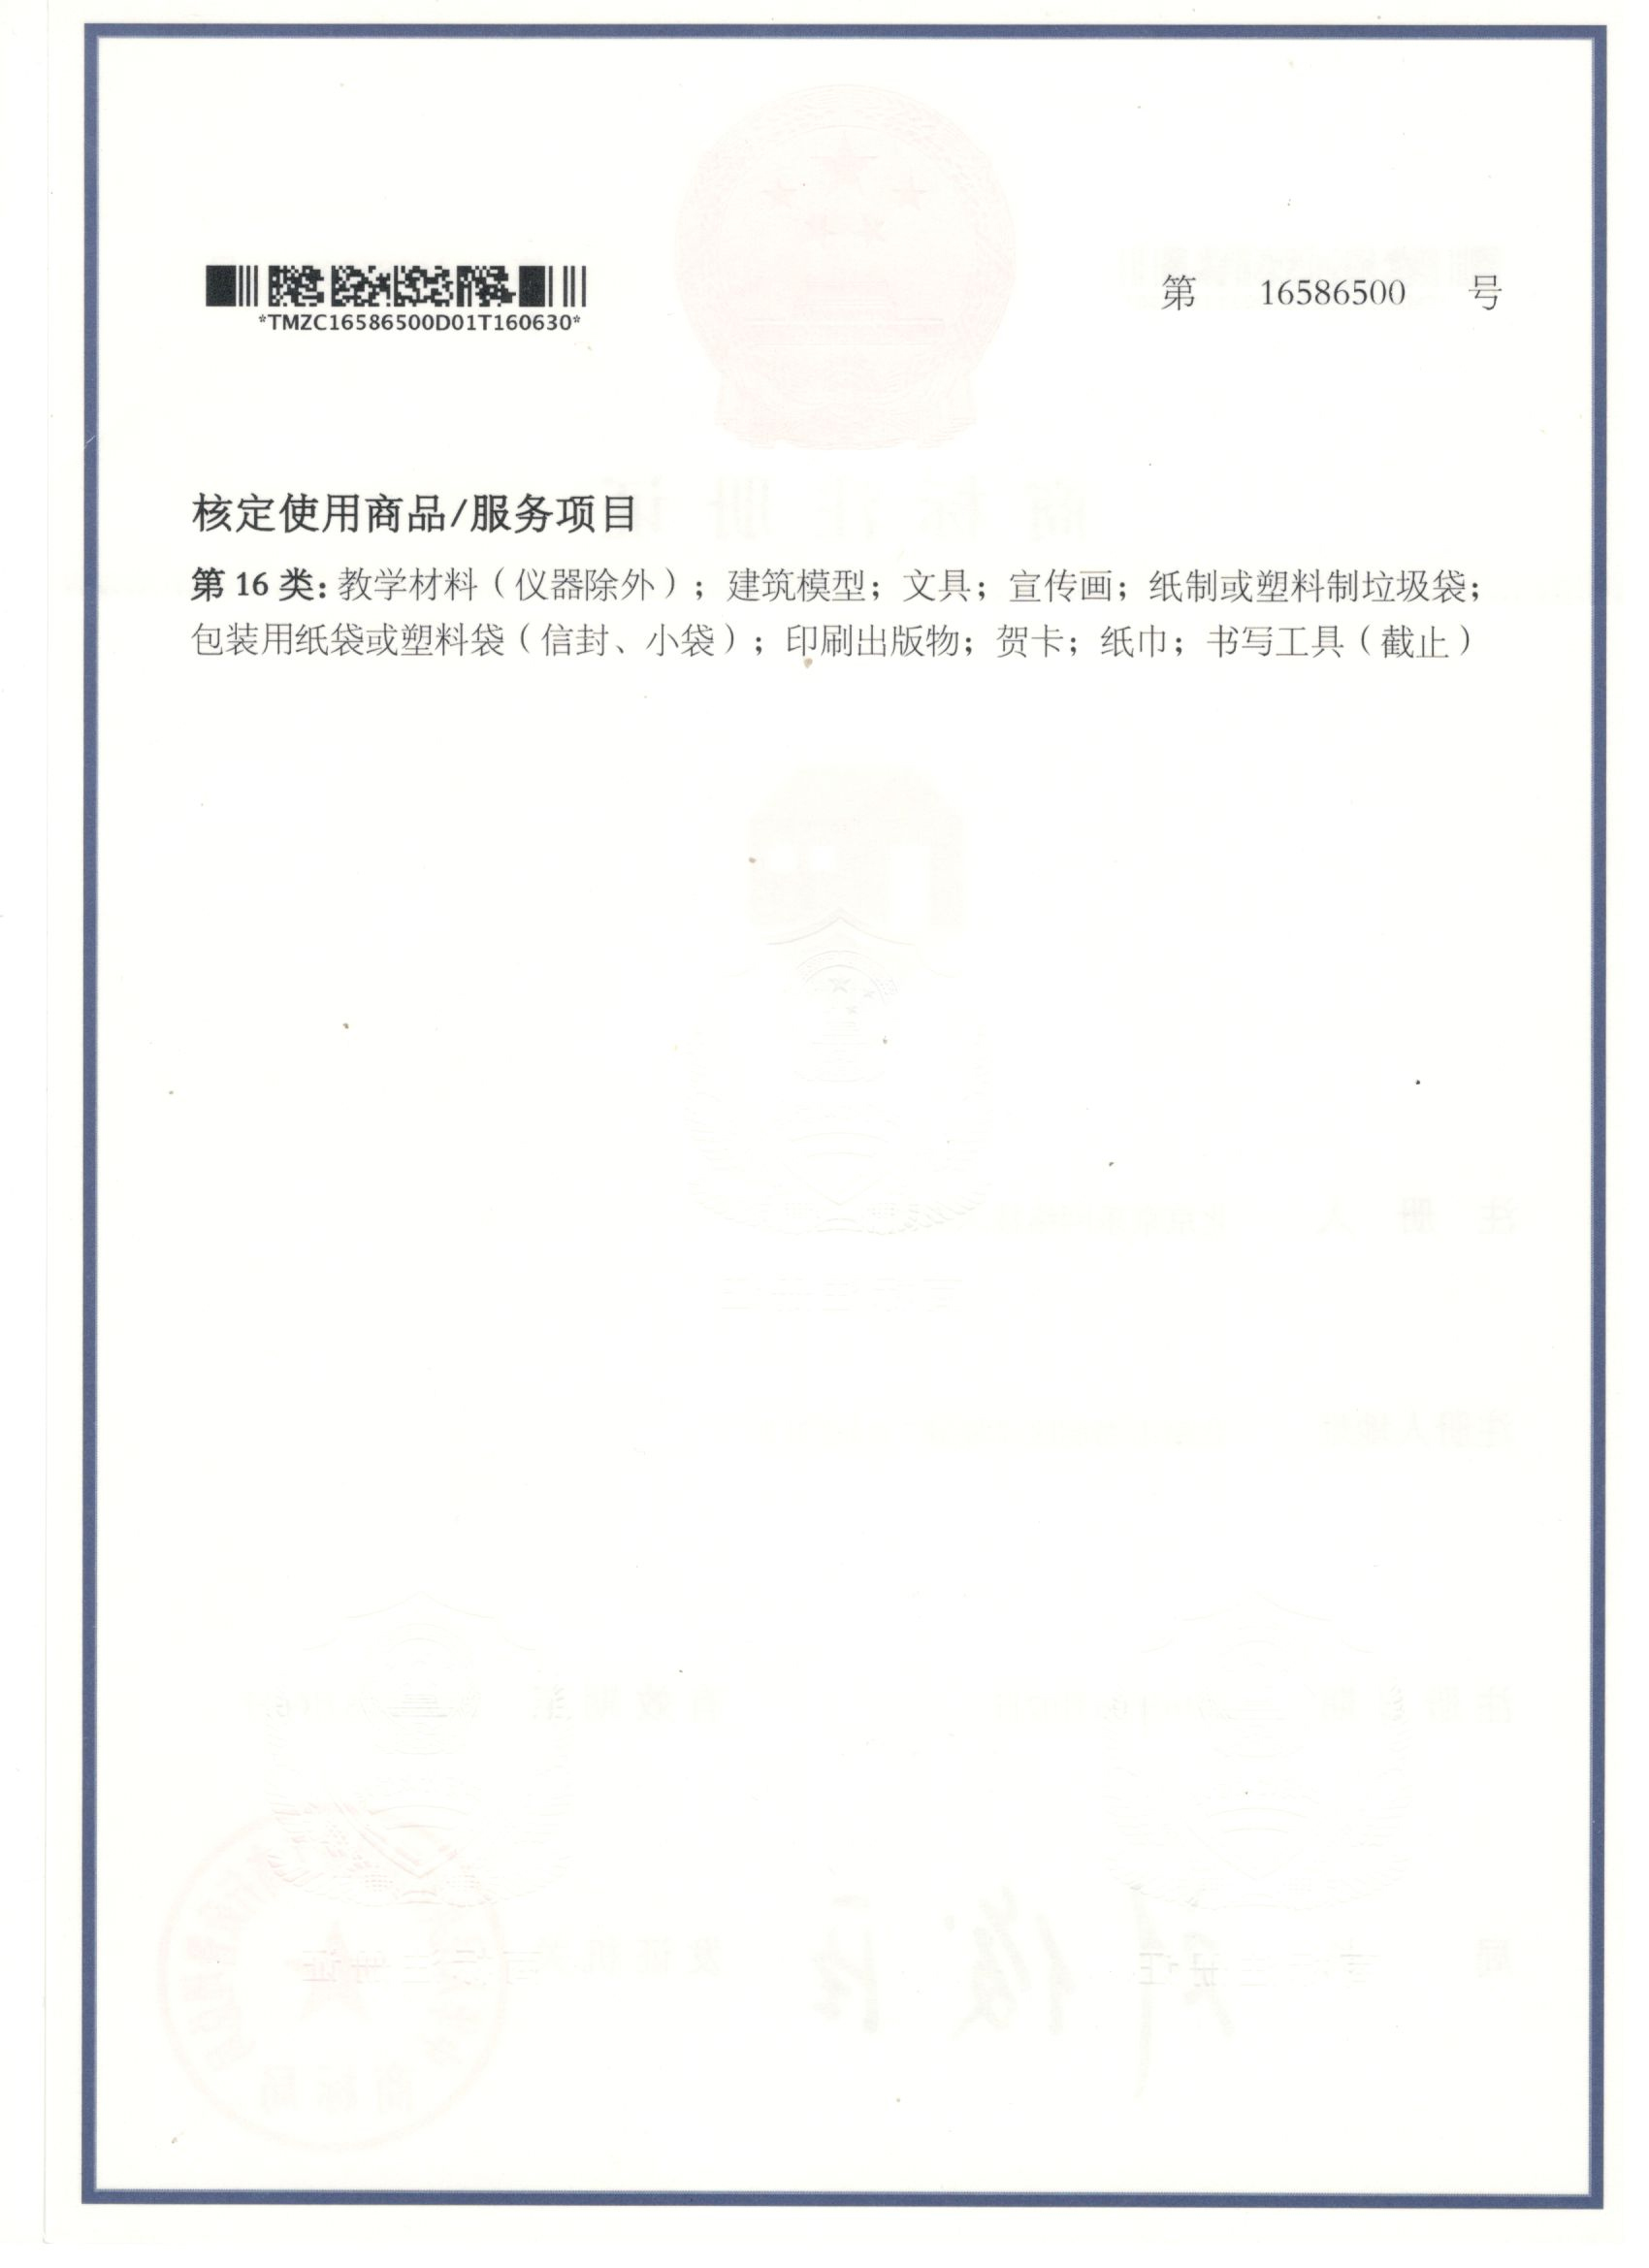 *TMZC16586500D01T160630*
第 16586500 号
核定使用商品/服务项目
第 16 类: 教学材料（仪器除外）；建筑模型；文具；宣传画；纸制或塑料制垃圾袋；
包装用纸袋或塑料袋（信封、小袋）；印刷出版物；贺卡；纸巾；书写工具（截止）